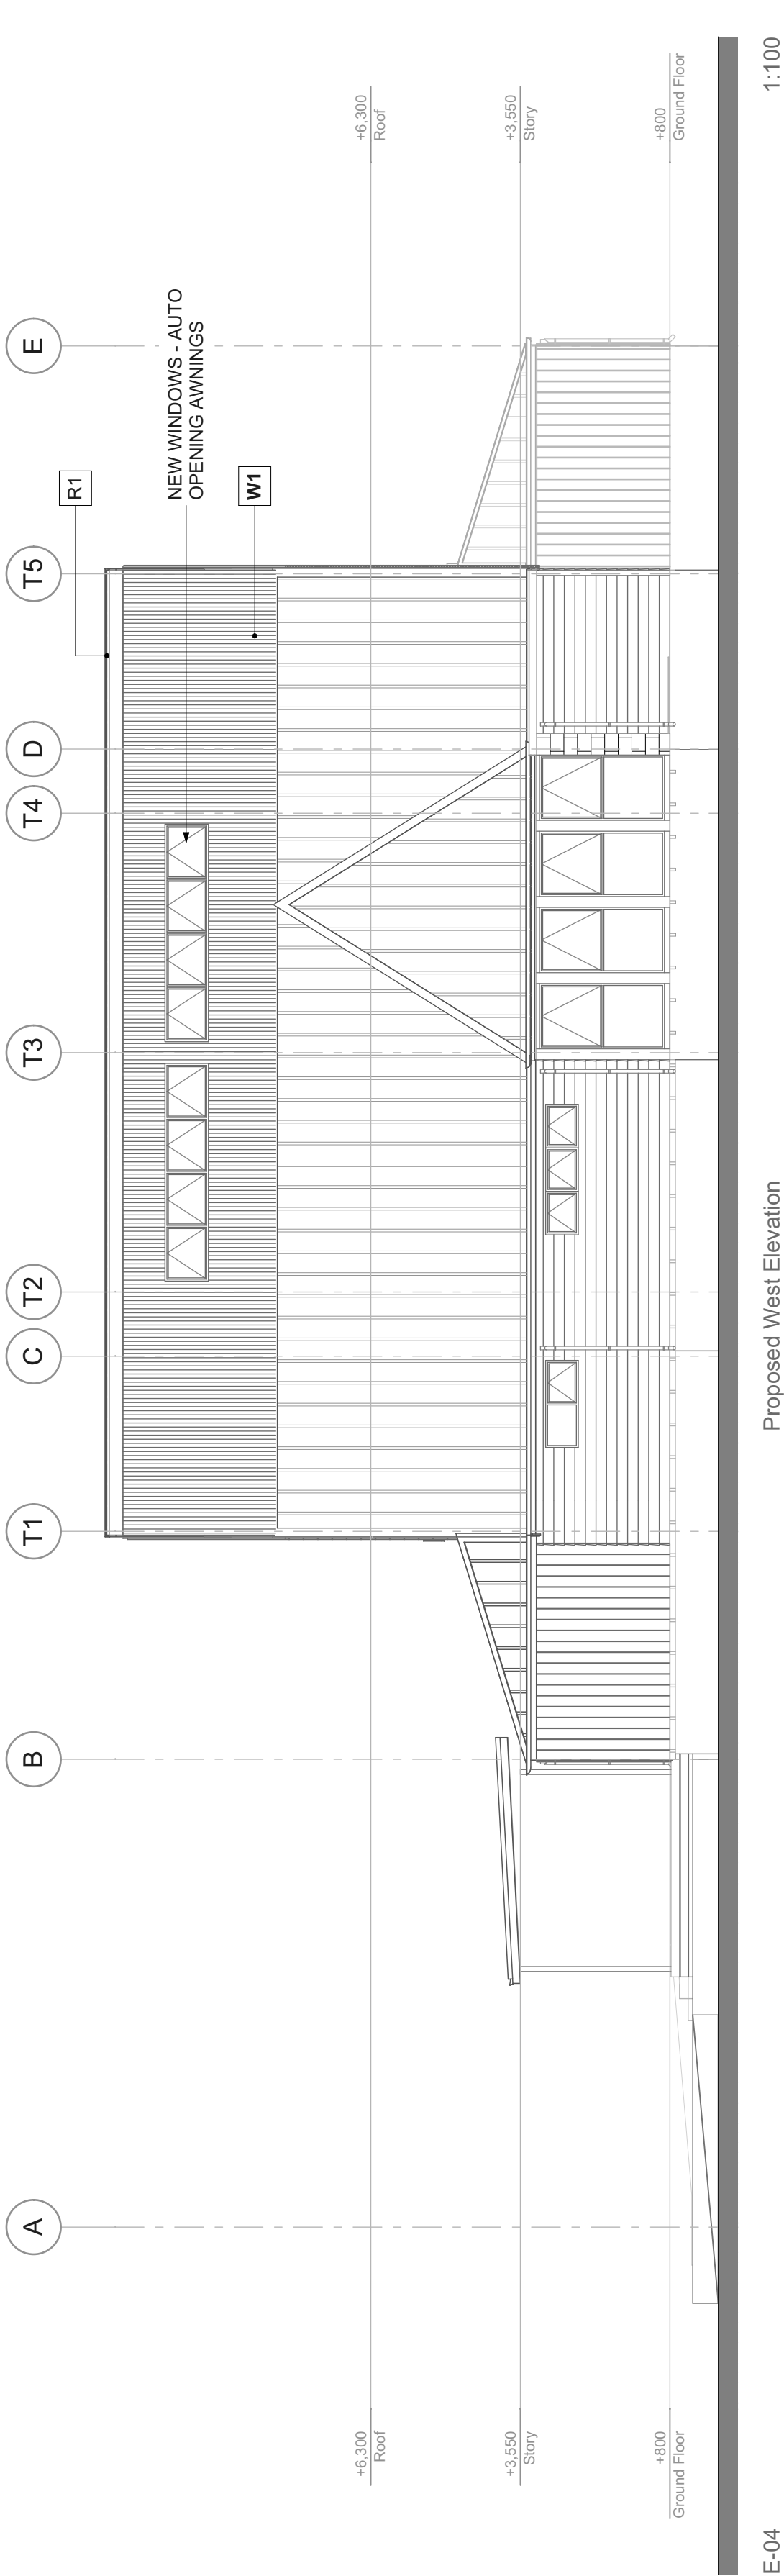 A
B
T1
C
T2
T3
T4
D
T5
E
R1
NEW WINDOWS - AUTO
OPENING AWNINGS
W1
+6,300
Roof
+6,300
Roof
+3,550
Story
+3,550
Story
+800
Ground Floor
+800
Ground Floor
E-04
Proposed West Elevation
1:100